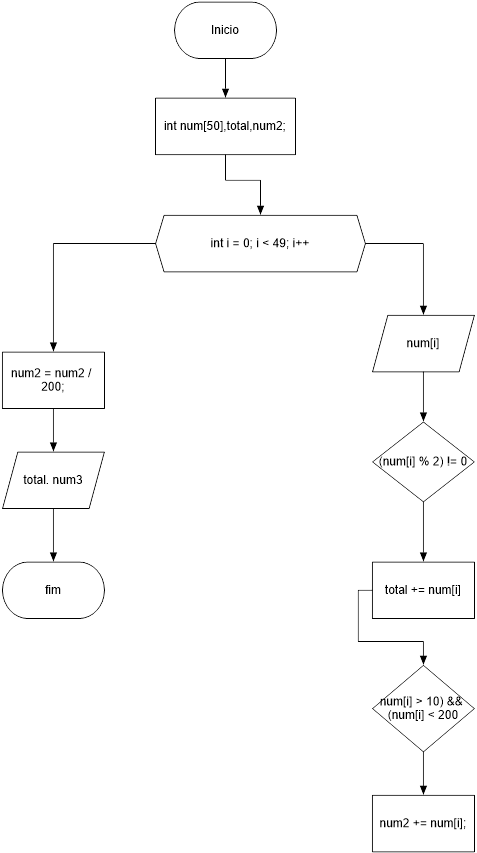 Inicio
int num[50],total,num2;
int i = 0; i < 49; i++
num[i]
(num[i] % 2) != 0
total += num[i]
num[i] > 10) &&
(num[i] < 200
num2 += num[i];
num2 = num2 /
200;
total. num3
fim